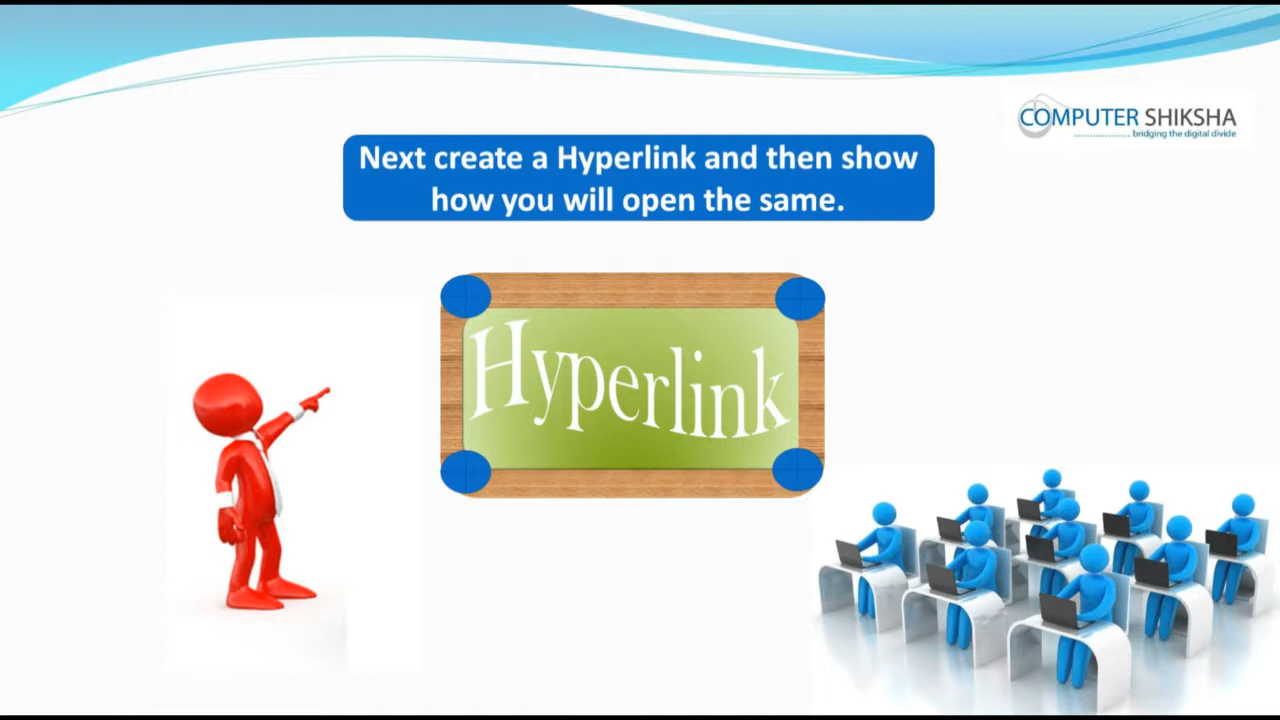 COMPUTER SHIKSHA
bridging the digital divide
Next create a Hyperlink and then show
how you will open the same.
Hyperlink